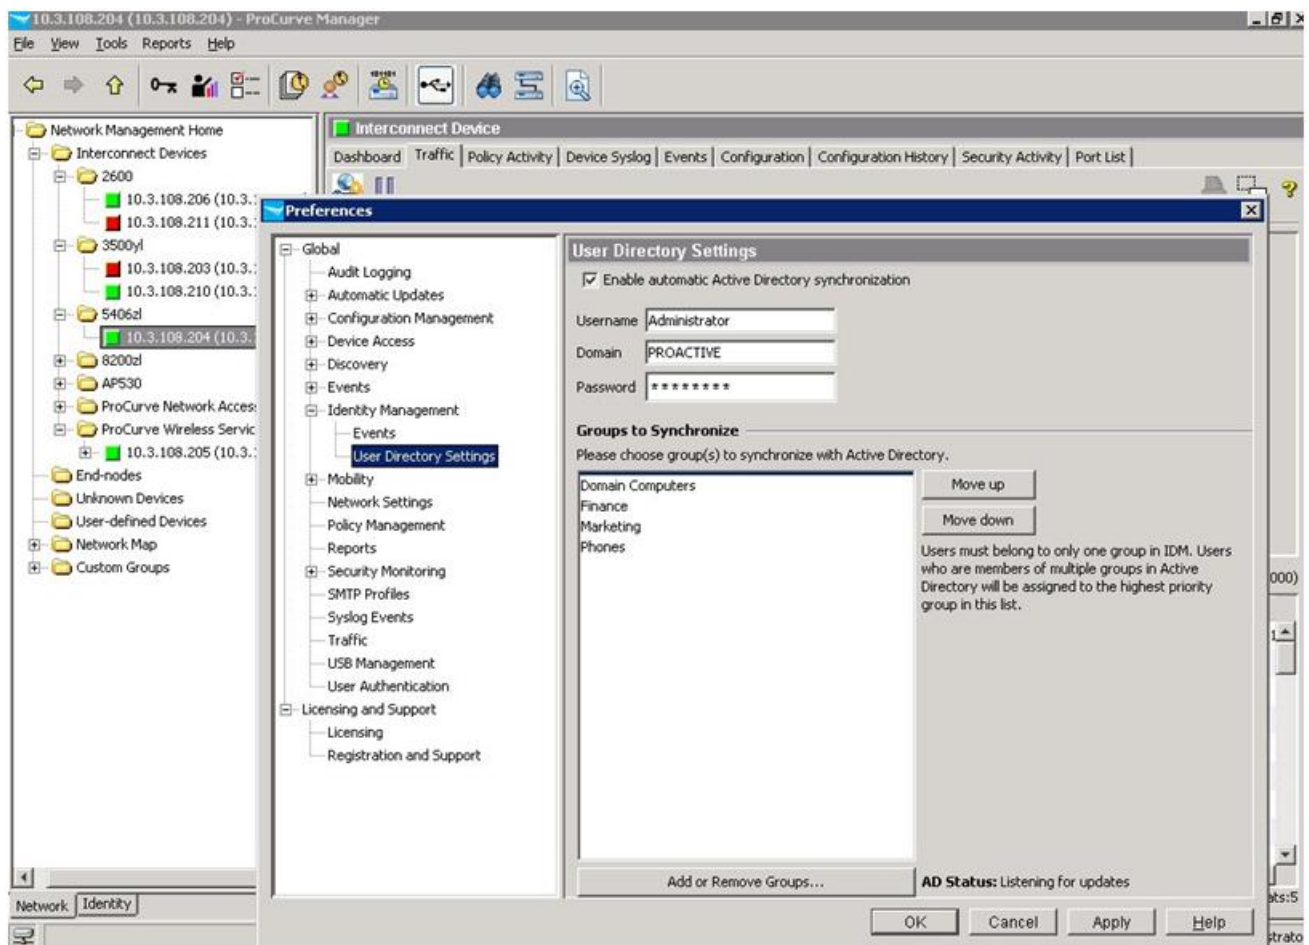 10.3.108.204 (10.3.108.204) - ProCurve Manager
File View Tools Reports Help
Network Management Home
Interconnect Devices
2600
10.3.108.206 (10.3.
10.3.108.211 (10.3.
3500yl
10.3.108.203 (10.3.
10.3.108.210 (10.3.
5406zl
10.3.108.204 (10.3.
8200zl
AP530
ProCurve Network Acces
ProCurve Wireless Servic
10.3.108.205 (10.3.
End-nodes
Unknown Devices
User-defined Devices
Network Map
Custom Groups
Network Identity
Interconnect Device
Dashboard Traffic Policy Activity Device Syslog Events Configuration Configuration History Security Activity Port List
Preferences
Global
Audit Logging
Automatic Updates
Configuration Management
Device Access
Discovery
Events
Identity Management
Events
User Directory Settings
Mobility
Network Settings
Policy Management
Reports
Security Monitoring
SMTP Profiles
Syslog Events
Traffic
USB Management
User Authentication
Licensing and Support
Licensing
Registration and Support
User Directory Settings
Enable automatic Active Directory synchronization
Username Administrator
Domain PROACTIVE
Password ********
Groups to Synchronize
Please choose group(s) to synchronize with Active Directory.
Domain Computers
Finance
Marketing
Phones
Move up
Move down
Users must belong to only one group in IDM. Users
who are members of multiple groups in Active
Directory will be assigned to the highest priority
group in this list.
Add or Remove Groups...
AD Status: Listening for updates
OK Cancel Apply Help
000)
ats:5
strato